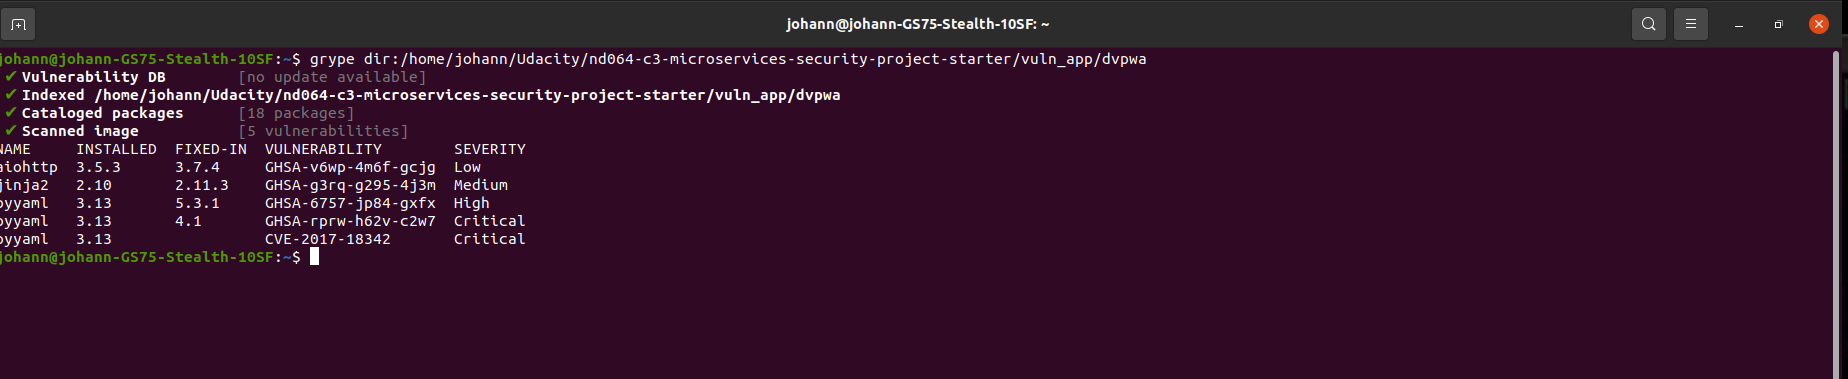 johann@johann-GS75-Stealth-10SF: ~
johann@johann-GS75-Stealth-10SF:~$ grype dir:/home/johann/Udacity/nd064-c3-microservices-security-project-starter/vuln_app/dvpwa
✔ Vulnerability DB [no update available]
✔ Indexed /home/johann/Udacity/nd064-c3-microservices-security-project-starter/vuln_app/dvpwa
✔ Cataloged packages [18 packages]
✔ Scanned image [5 vulnerabilities]
NAME INSTALLED FIXED-IN VULNERABILITY SEVERITY
aiohttp 3.5.3 3.7.4 GHSA-v6wp-4m6f-gcjg Low
jinja2 2.10 2.11.3 GHSA-g3rq-g295-4j3m Medium
pyyaml 3.13 5.3.1 GHSA-6757-jp84-gxfx High
pyyaml 3.13 4.1 GHSA-rprw-h62v-c2w7 Critical
pyyaml 3.13 CVE-2017-18342 Critical
johann@johann-GS75-Stealth-10SF:~$